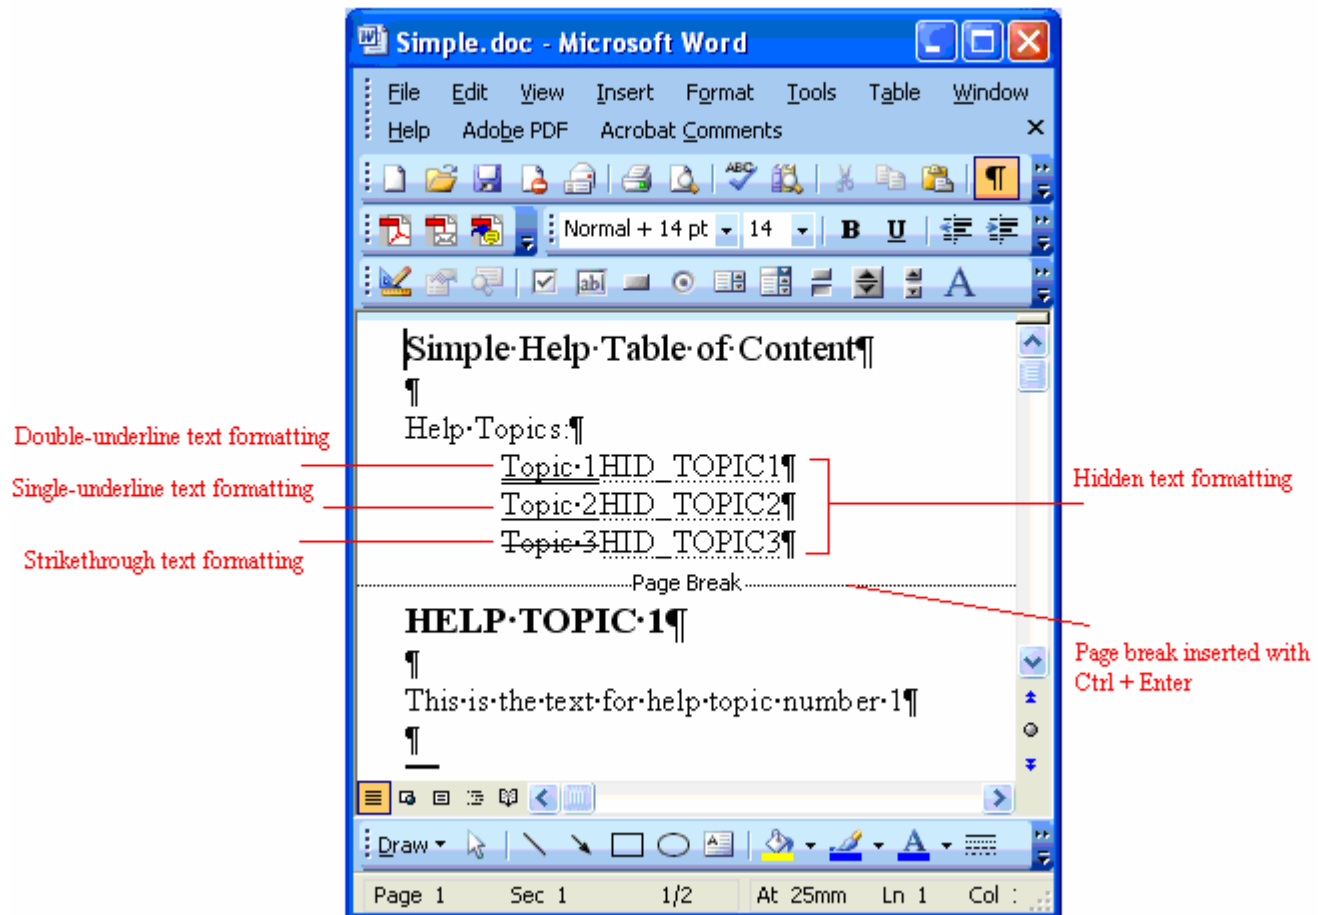 Simple.doc - Microsoft Word
File Edit View Insert Format Tools Table Window
Help Adobe PDF Acrobat Comments
ABC
Normal + 14 pt 14 B U
ab A
Simple·Help·Table·of·Content¶
¶
Help·Topics:¶
Double-underline text formatting
Topic·1HID_TOPIC1¶
Single-underline text formatting
Topic·2HID_TOPIC2¶
Hidden text formatting
Strikethrough text formatting
Topic·3HID_TOPIC3¶
Page Break
HELP·TOPIC·1¶
¶
Page break inserted with
Ctrl + Enter
This·is·the·text·for·help·topic·number·1¶
¶
Draw A
Page 1 Sec 1 1/2 At 25mm Ln 1 Col